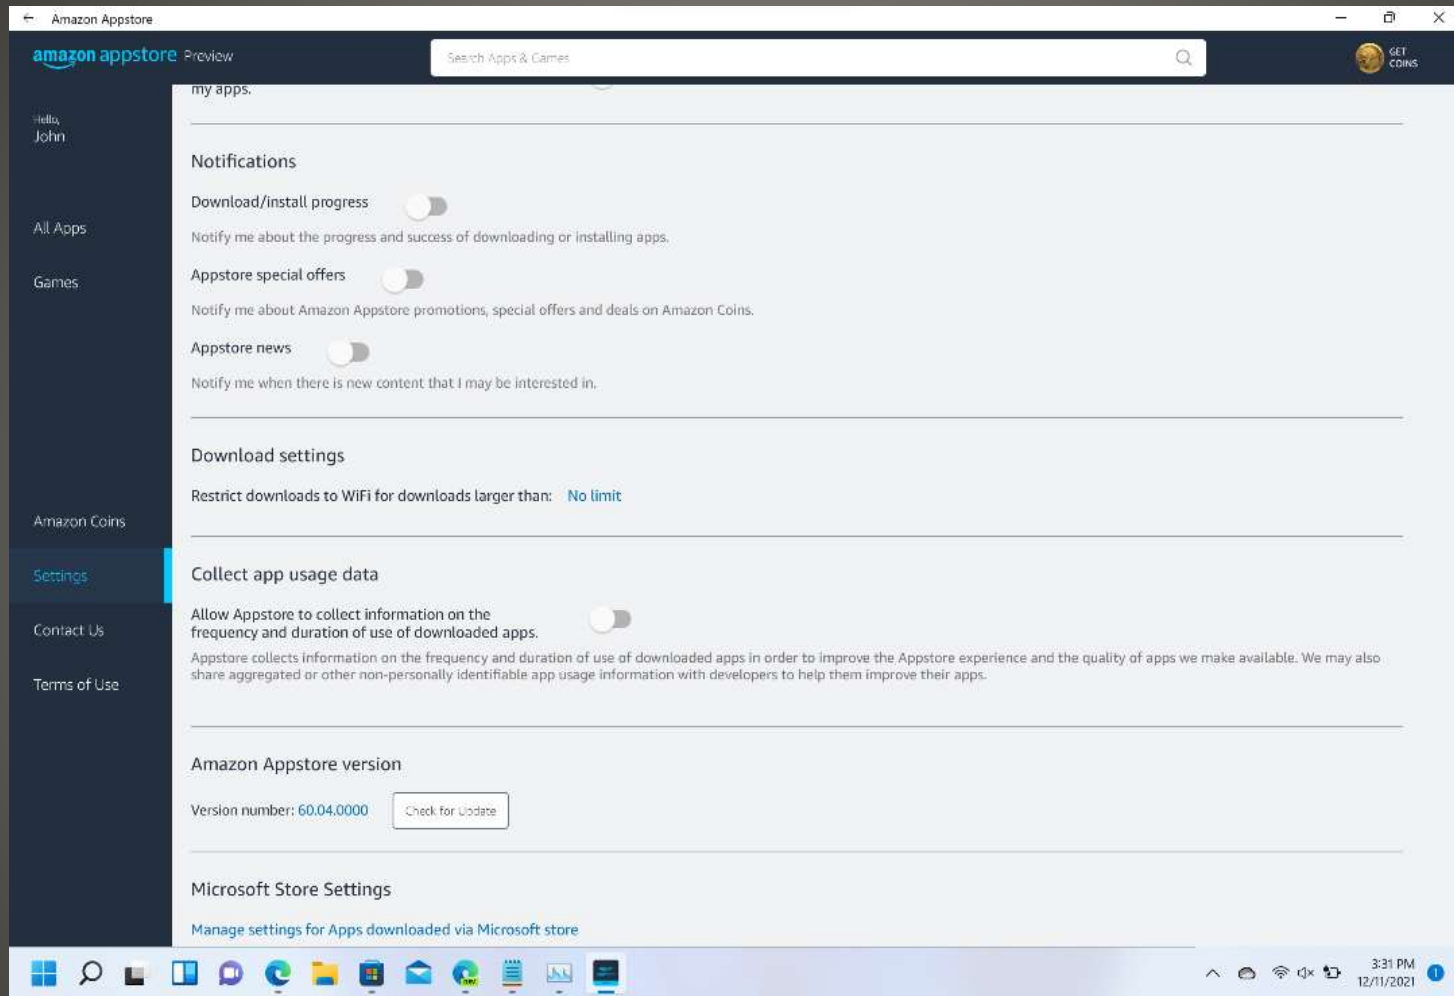 Amazon Appstore
amazon appstore Preview
Search Apps & Games
GET
COINS
Hello,
John
All Apps
Games
Amazon Coins
Settings
Contact Us
Terms of Use
my apps.
Notifications
Download/install progress
Notify me about the progress and success of downloading or installing apps.
Appstore special offers
Notify me about Amazon Appstore promotions, special offers and deals on Amazon Coins.
Appstore news
Notify me when there is new content that I may be interested in.
Download settings
Restrict downloads to WiFi for downloads larger than: No limit
Collect app usage data
Allow Appstore to collect information on the
frequency and duration of use of downloaded apps.
Appstore collects information on the frequency and duration of use of downloaded apps in order to improve the Appstore experience and the quality of apps we make available. We may also
share aggregated or other non-personally identifiable app usage information with developers to help them improve their apps.
Amazon Appstore version
Version number: 60.04.0000 Check for Update
Microsoft Store Settings
Manage settings for Apps downloaded via Microsoft store
DEV
3:31 PM
12/11/2021
1